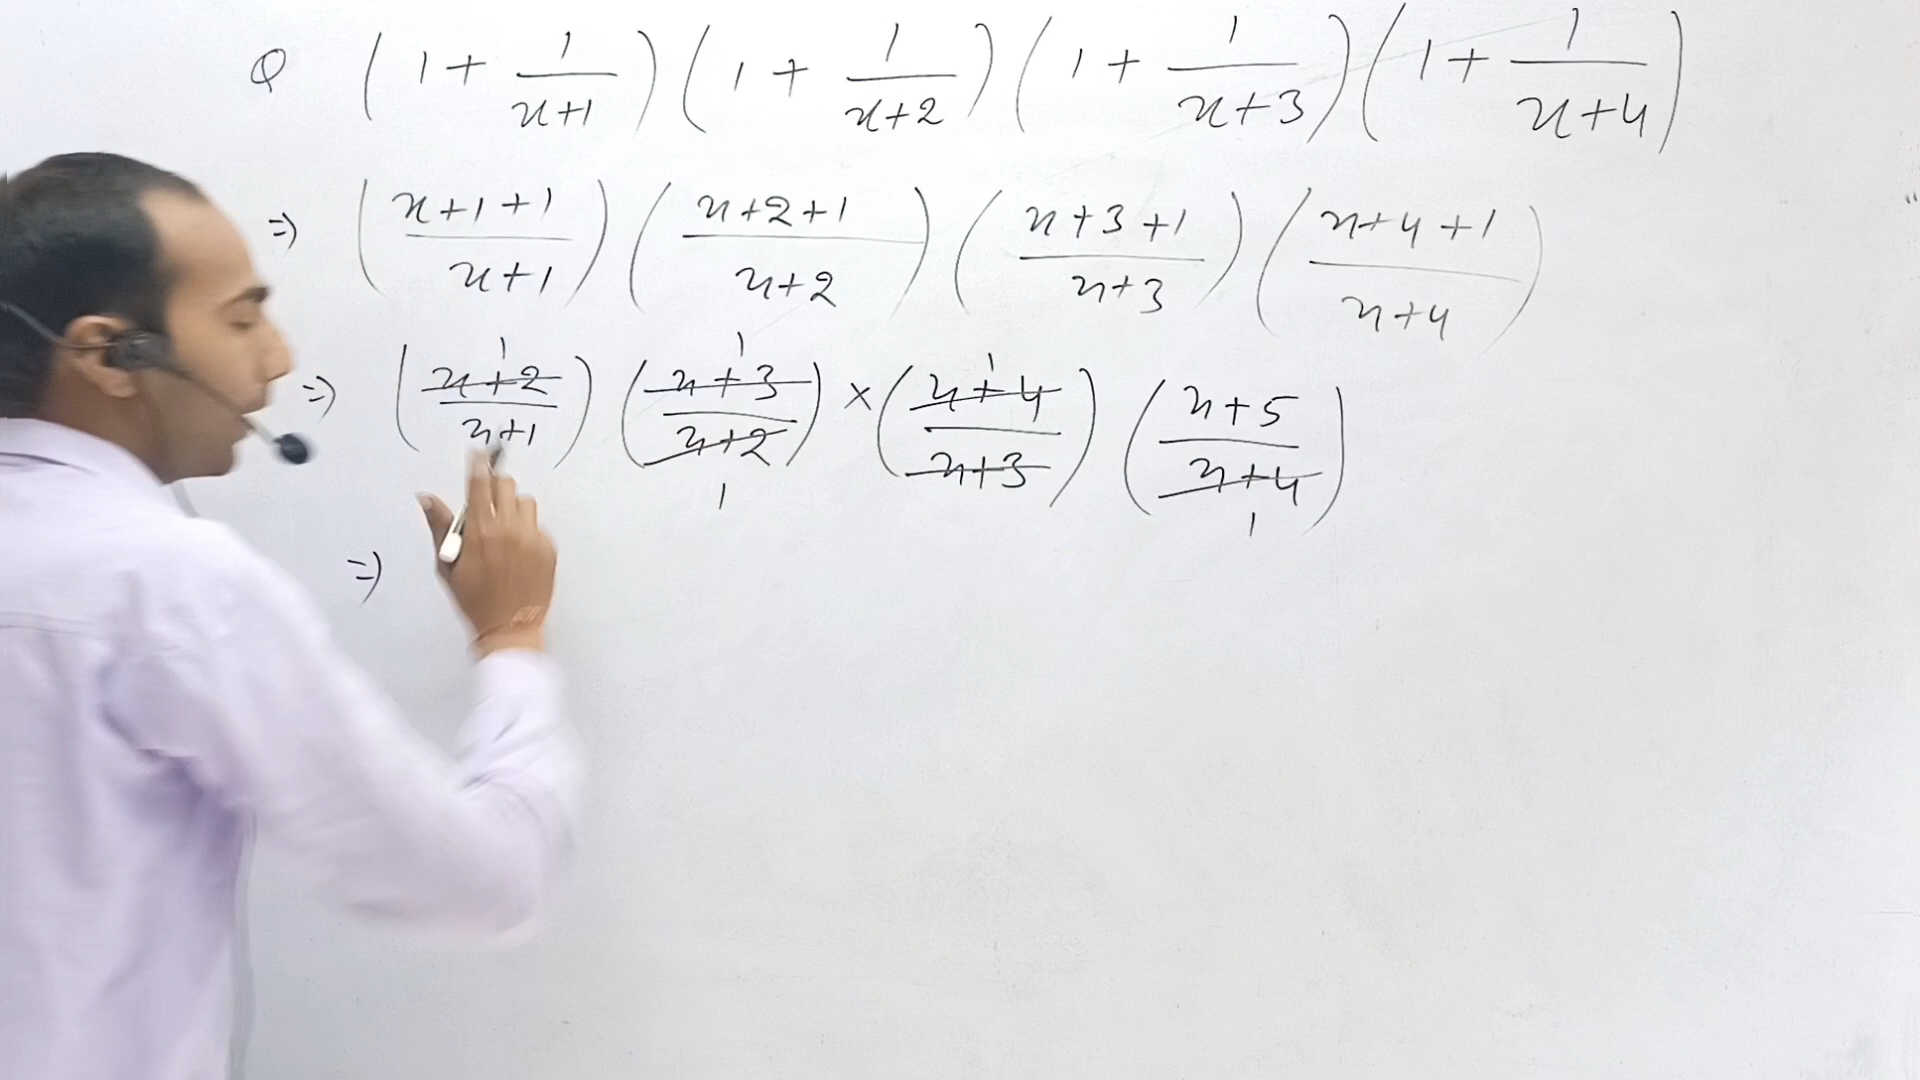 Q (1 + 1/(x+1)) (1 + 1/(x+2)) (1 + 1/(x+3)) (1 + 1/(x+4))
⇒ ((x+1+1)/(x+1)) ((x+2+1)/(x+2)) ((x+3+1)/(x+3)) ((x+4+1)/(x+4))
⇒ ((x+2)/(x+1)) ((x+3)/(x+2)) × ((x+4)/(x+3)) ((x+5)/(x+4))
⇒